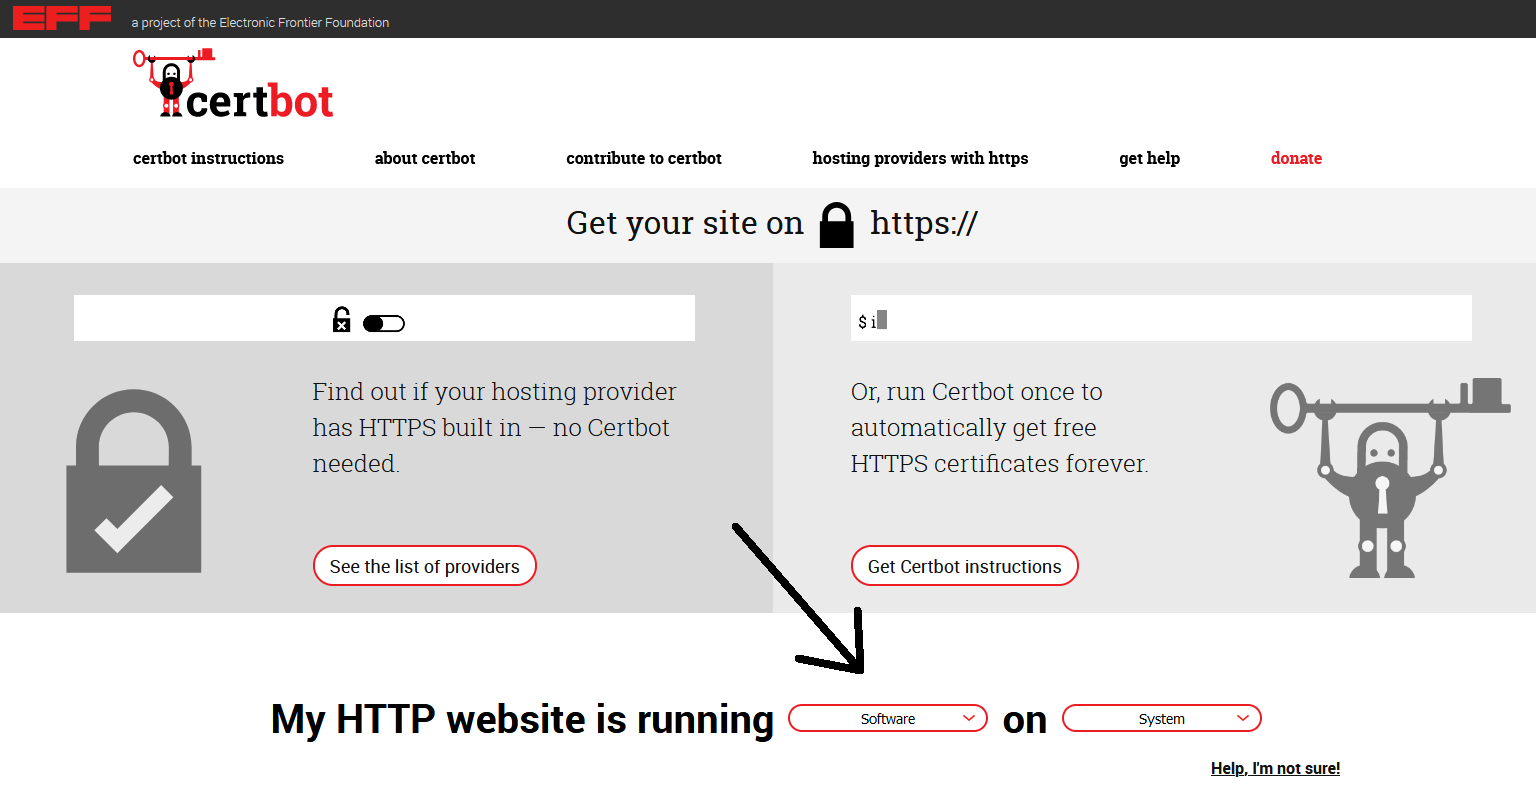 EFF a project of the Electronic Frontier Foundation
certbot
certbot instructions about certbot contribute to certbot hosting providers with https get help donate
Get your site on https://
$ i
Find out if your hosting provider
has HTTPS built in — no Certbot
needed.
See the list of providers
Or, run Certbot once to
automatically get free
HTTPS certificates forever.
Get Certbot instructions
My HTTP website is running Software on System
Help, I'm not sure!